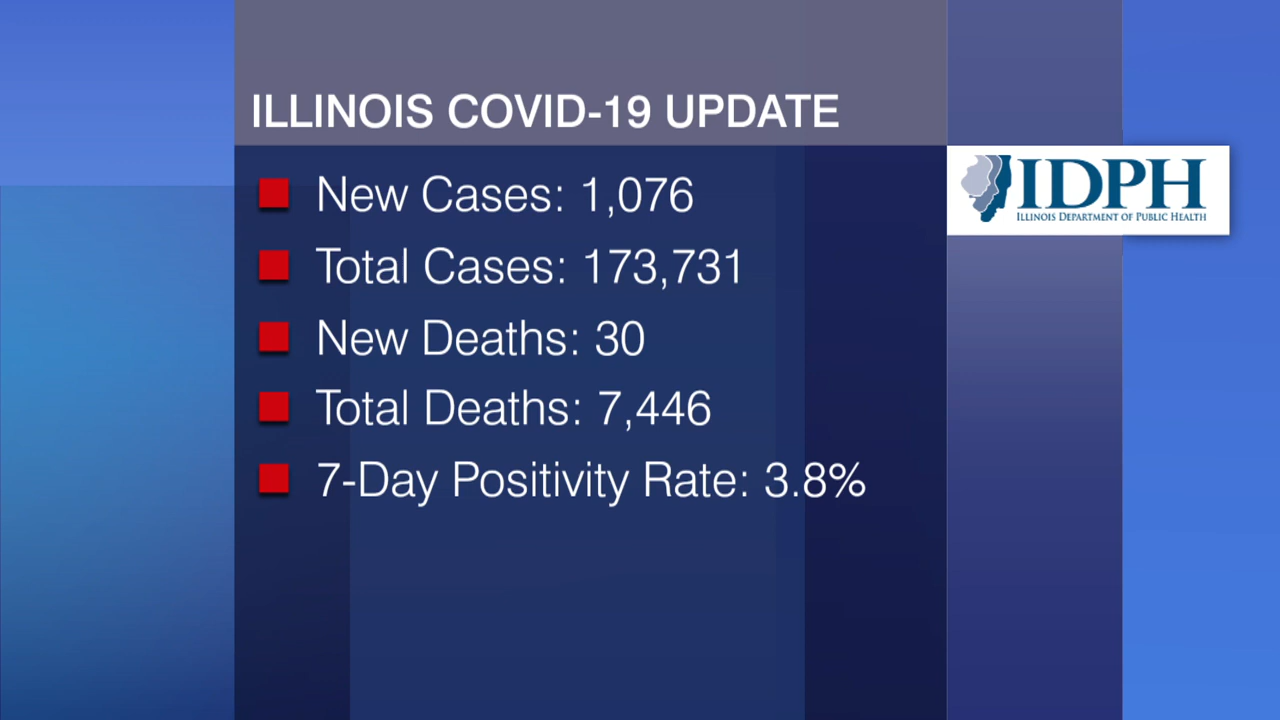 ILLINOIS COVID-19 UPDATE
New Cases: 1,076
Total Cases: 173,731
New Deaths: 30
Total Deaths: 7,446
7-Day Positivity Rate: 3.8%
IDPH
ILLINOIS DEPARTMENT OF PUBLIC HEALTH